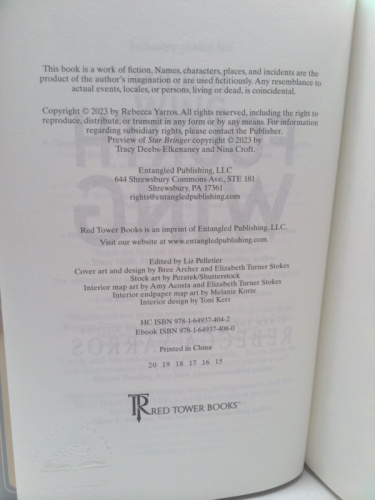 This book is a work of fiction. Names, characters, places, and incidents are the
product of the author's imagination or are used fictitiously. Any resemblance to
actual events, locales, or persons, living or dead, is coincidental.
Copyright © 2023 by Rebecca Yarros. All rights reserved, including the right to
reproduce, distribute, or transmit in any form or by any means. For information
regarding subsidiary rights, please contact the Publisher.
Preview of Star Bringer copyright © 2023 by
Tracy Deebs-Elkenaney and Nina Croft.
Entangled Publishing, LLC
644 Shrewsbury Commons Ave., STE 181
Shrewsbury, PA 17361
rights@entangledpublishing.com
Red Tower Books is an imprint of Entangled Publishing, LLC.
Visit our website at www.entangledpublishing.com.
Edited by Liz Pelletier
Cover art and design by Bree Archer and Elizabeth Turner Stokes
Stock art by Peratek/Shutterstock
Interior map art by Amy Acosta and Elizabeth Turner Stokes
Interior endpaper map art by Melanie Korte
Interior design by Toni Kerr
HC ISBN 978-1-64937-404-2
Ebook ISBN 978-1-64937-408-0
Printed in China
20 19 18 17 16 15
TR RED TOWER BOOKS™